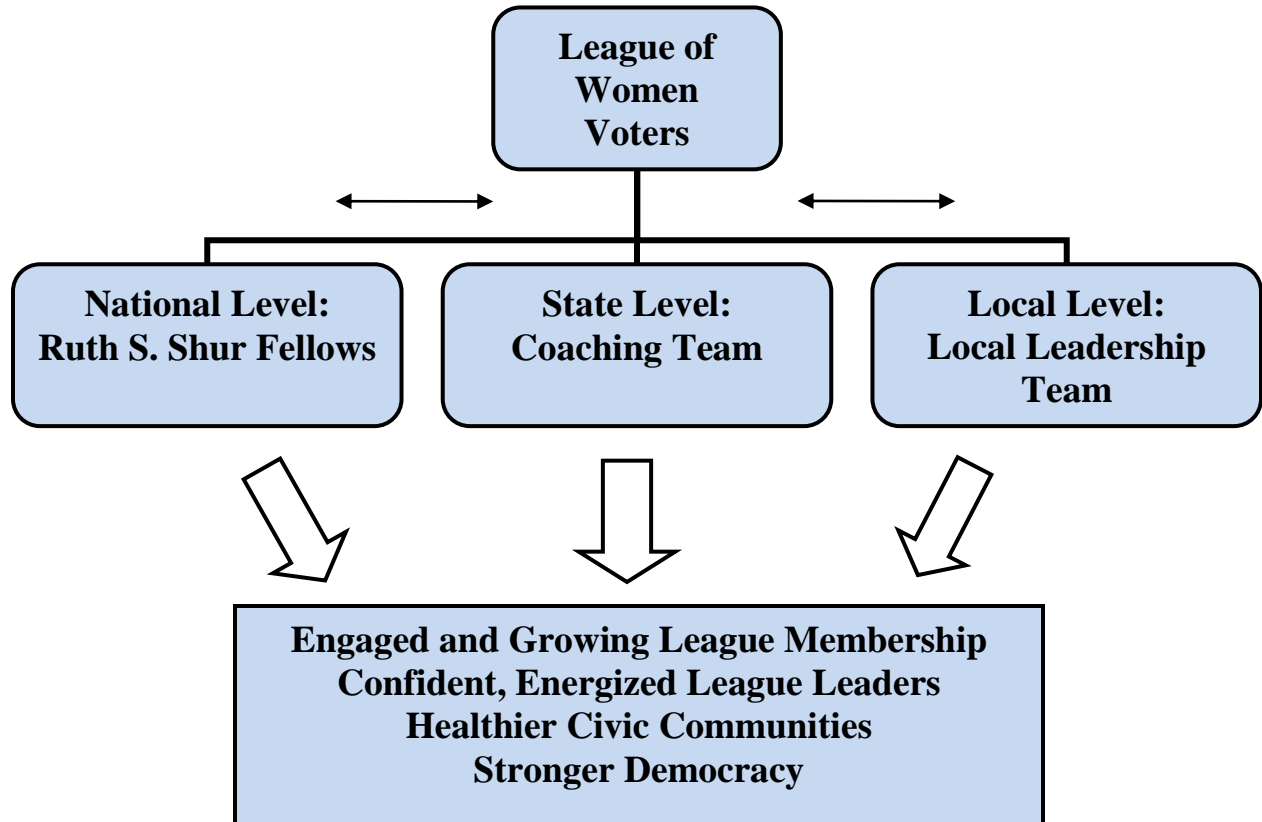 League of
Women
Voters
National Level:
Ruth S. Shur Fellows
State Level:
Coaching Team
Local Level:
Local Leadership
Team
Engaged and Growing League Membership
Confident, Energized League Leaders
Healthier Civic Communities
Stronger Democracy